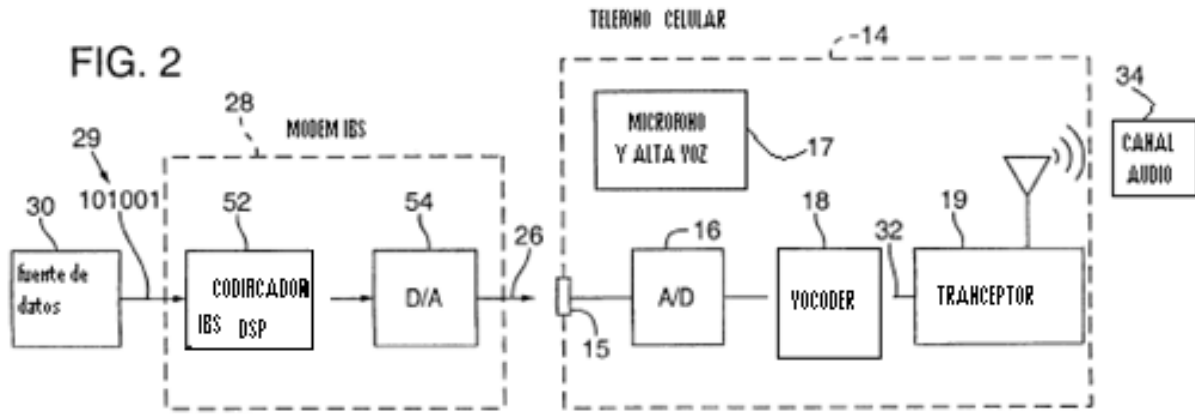 TELEFONO CELULAR
FIG. 2
14
34
28
MODEM IBS
MICROFONO
Y ALTA VOZ
17
CANAL
AUDIO
29
101001
30
52
54
26
16
18
32
19
fuente de
datos
CODIFCADOR
IBS DSP
D/A
15
A/D
VOCODER
TRANCEPTOR